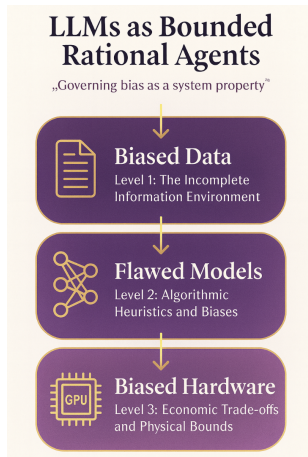 LLMs as Bounded
Rational Agents
„Governing bias as a system property"
Biased Data
Level 1: The Incomplete
Information Environment
Flawed Models
Level 2: Algorithmic
Heuristics and Biases
GPU
Biased Hardware
Level 3: Economic Trade-offs
and Physical Bounds